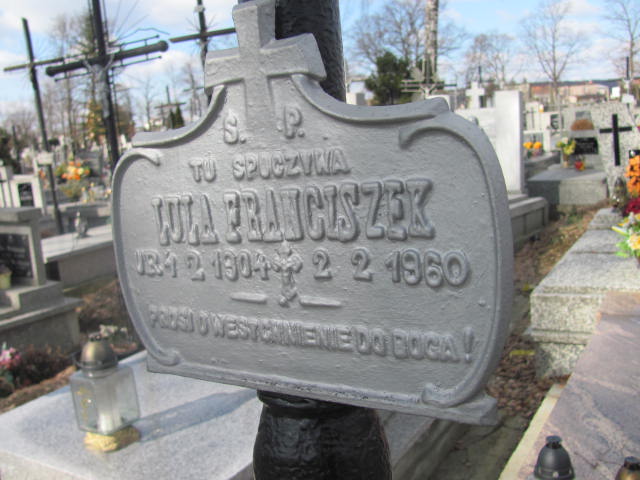 Ś. P.
TU SPOCZYWA
LULA FRANCISZEK
UR·1 2 1904 2 2 1960
PROSI O WESTCHNIENIE DO BOGA!